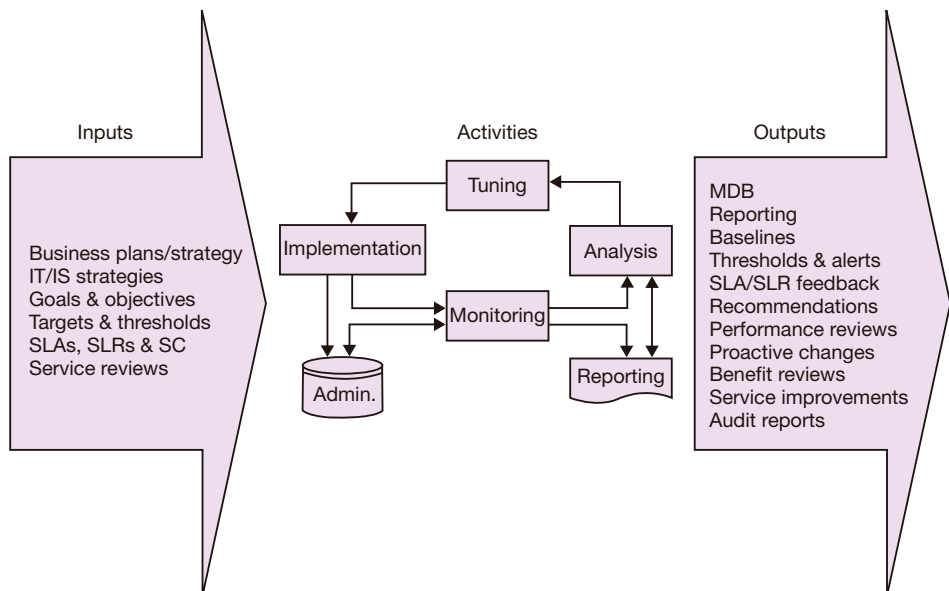 Inputs
Business plans/strategy
IT/IS strategies
Goals & objectives
Targets & thresholds
SLAs, SLRs & SC
Service reviews
Activities
Tuning
Implementation
Analysis
Monitoring
Admin.
Reporting
Outputs
MDB
Reporting
Baselines
Thresholds & alerts
SLA/SLR feedback
Recommendations
Performance reviews
Proactive changes
Benefit reviews
Service improvements
Audit reports